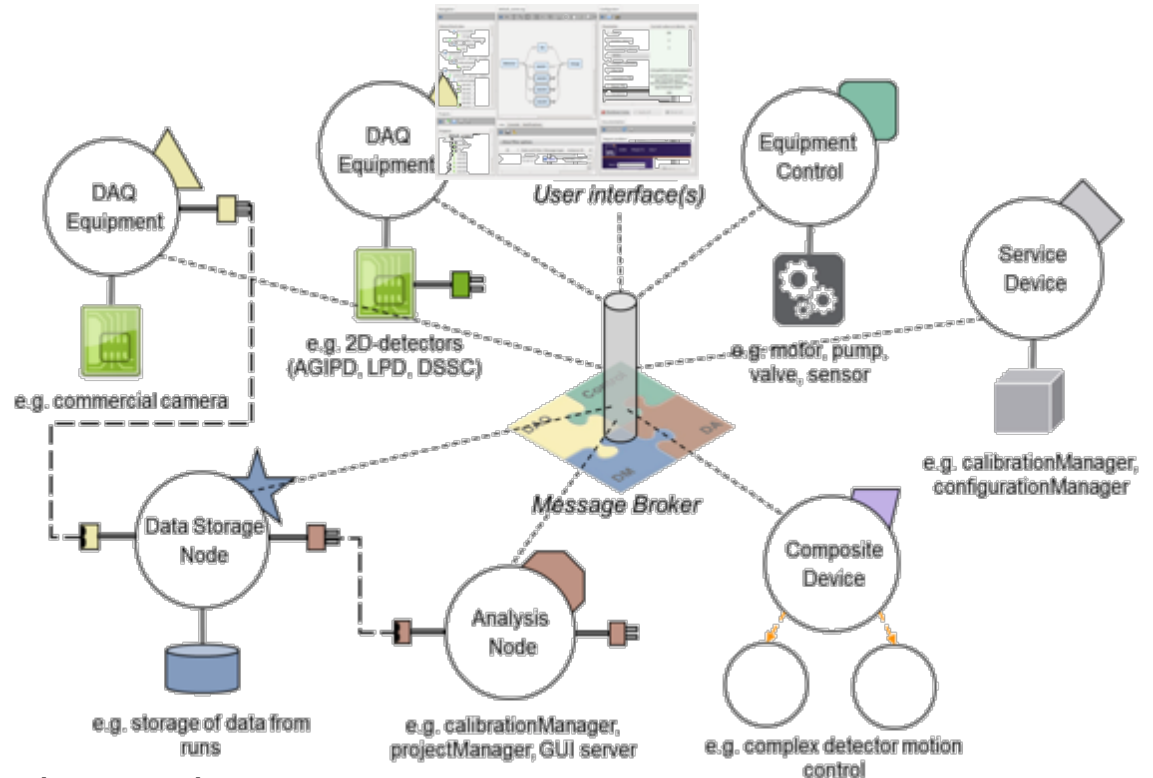 DAQ
Equipment
e.g. commercial camera
DAQ
Equipment
e.g. 2D-detectors
(AGIPD, LPD, DSSC)
User interface(s)
Equipment
Control
e.g. motor, pump,
valve, sensor
Service
Device
e.g. calibrationManager,
configurationManager
Control
DAQ
DA
DM
Message Broker
Data Storage
Node
e.g. storage of data from
runs
Analysis
Node
e.g. calibrationManager,
projectManager, GUI server
Composite
Device
e.g. complex detector motion
control